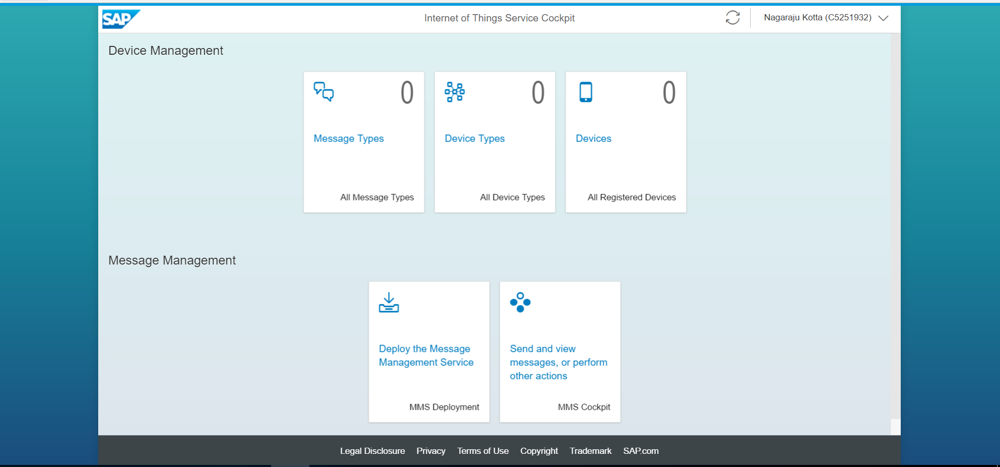 SAP
Internet of Things Service Cockpit
Nagaraju Kotta (C5251932)
Device Management
0
Message Types
All Message Types
0
Device Types
All Device Types
0
Devices
All Registered Devices
Message Management
Deploy the Message
Management Service
MMS Deployment
Send and view
messages, or perform
other actions
MMS Cockpit
Legal Disclosure Privacy Terms of Use Copyright Trademark SAP.com